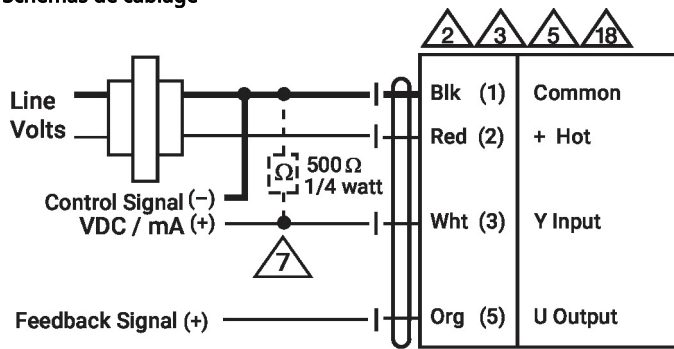 Schémas de câblage
2 3 5 18
Line Volts
Blk (1) Common
Red (2) + Hot
Ω 500 Ω 1/4 watt
Control Signal (−)
VDC / mA (+)
Wht (3) Y Input
7
Feedback Signal (+)
Org (5) U Output